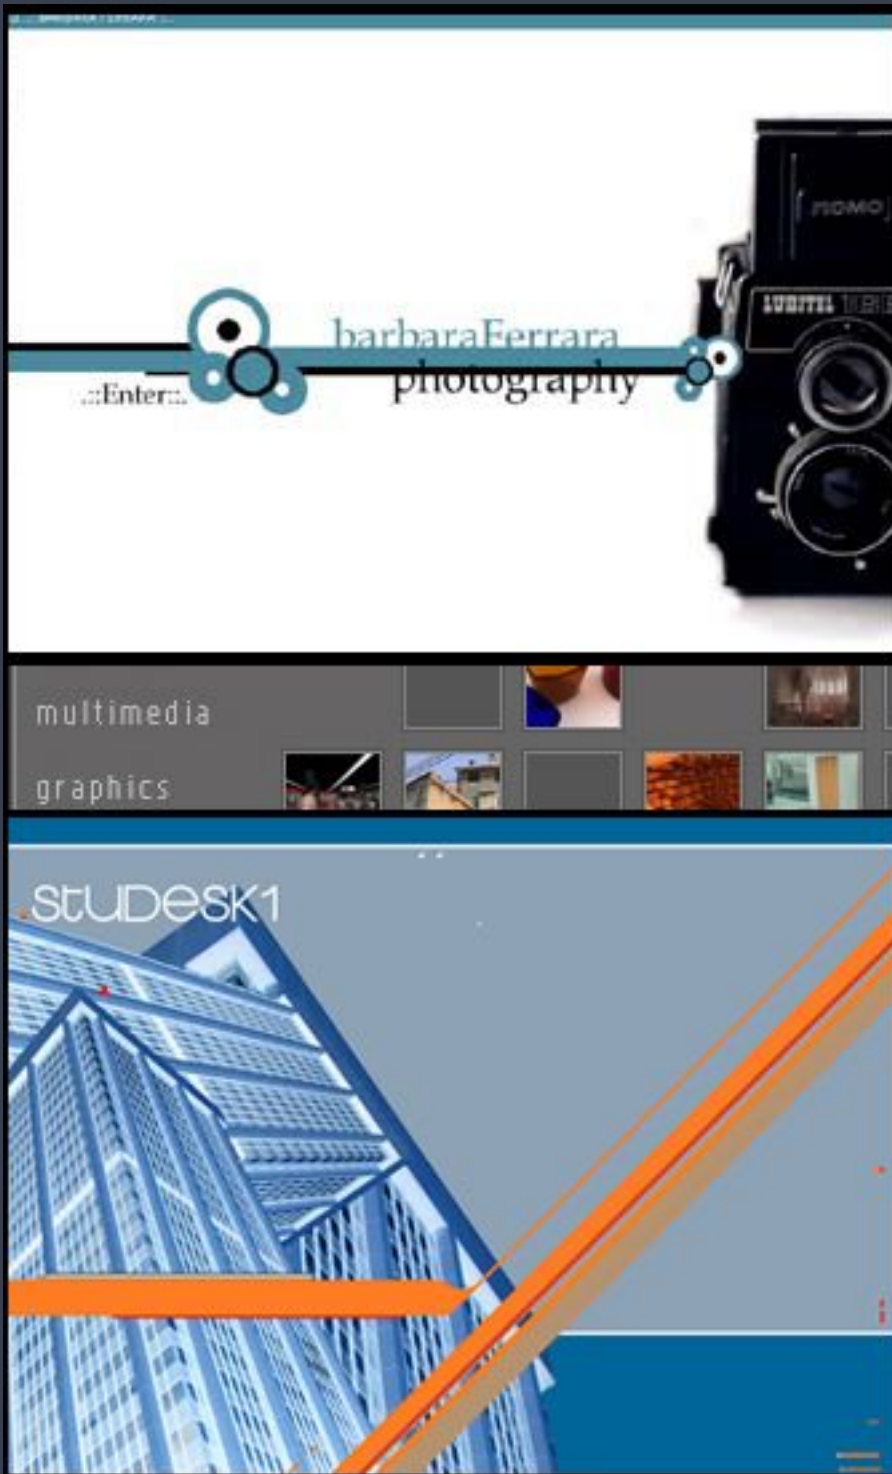 barbaraFerrara
photography
.::Enter::.
LUBITEL
multimedia
graphics
STUDESK1